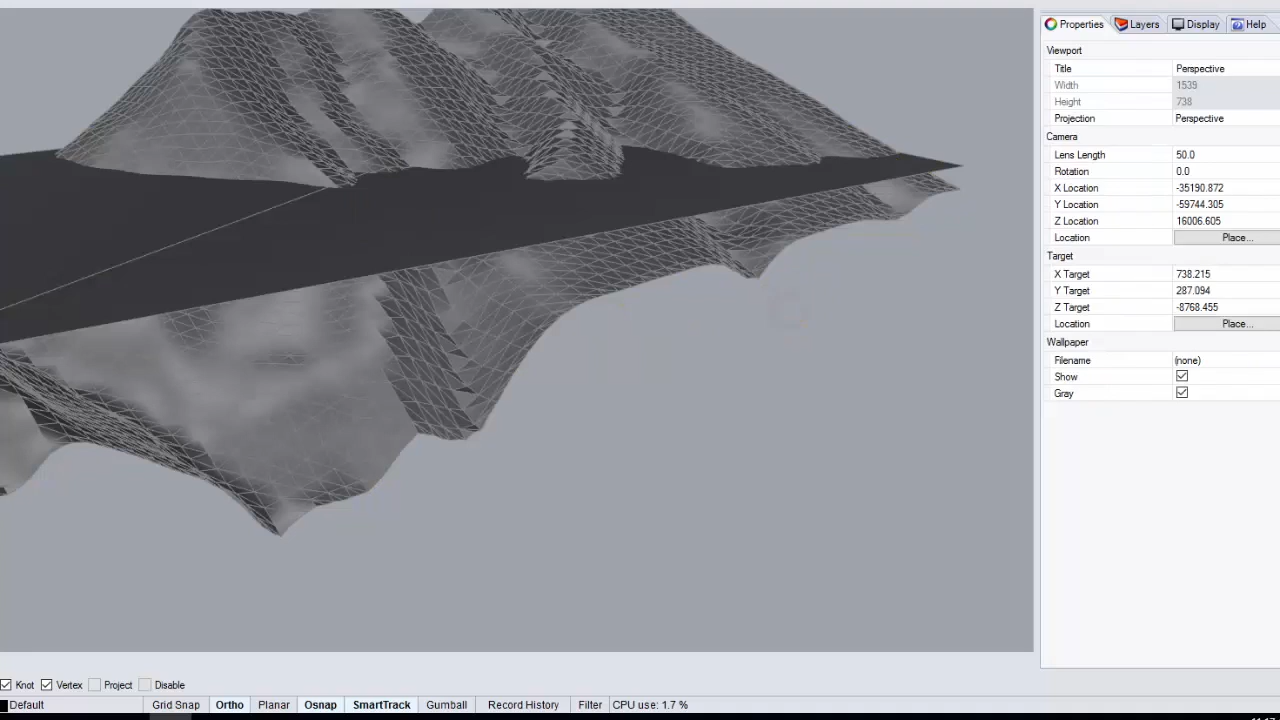 Properties Layers Display Help
Viewport
Title Perspective
Width 1539
Height 738
Projection Perspective
Camera
Lens Length 50.0
Rotation 0.0
X Location -35190.872
Y Location -59744.305
Z Location 16006.605
Location Place...
Target
X Target 738.215
Y Target 287.094
Z Target -8768.455
Location Place...
Wallpaper
Filename (none)
Show
Gray
Knot Vertex Project Disable
Default Grid Snap Ortho Planar Osnap SmartTrack Gumball Record History Filter CPU use: 1.7 %